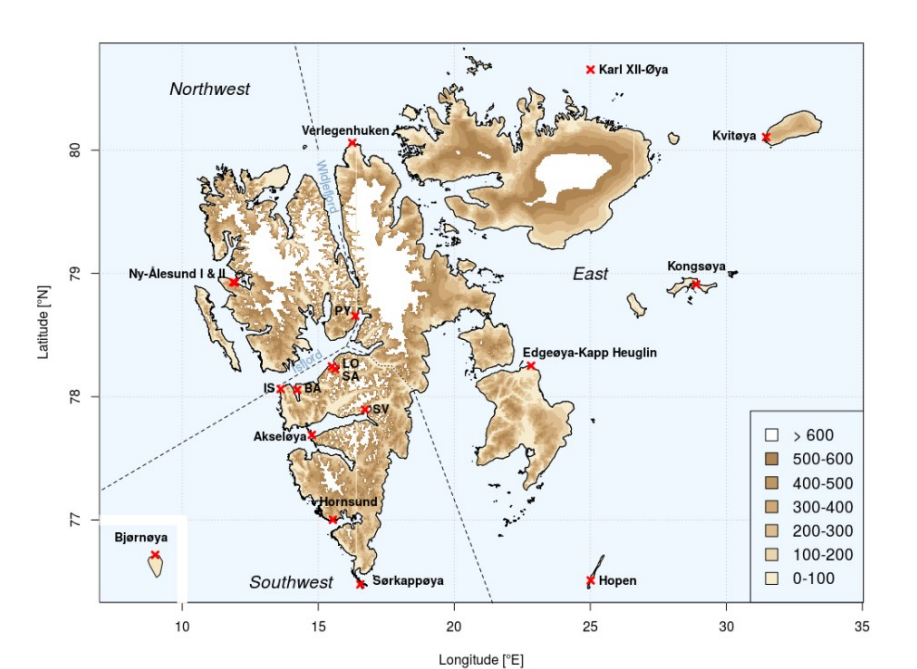 Northwest
Karl XII-Øya
Verlegenhuken
Kvitøya
Widjefjord
East
Kongsøya
Ny-Ålesund I & II
PY
Edgeøya-Kapp Heuglin
Isfjord
LO
SA
IS
BA
SV
Akseløya
Hornsund
Bjørnøya
Southwest
Sørkappøya
Hopen
> 600
500-600
400-500
300-400
200-300
100-200
0-100
80
79
78
77
Latitude [°N]
10
15
20
25
30
35
Longitude [°E]